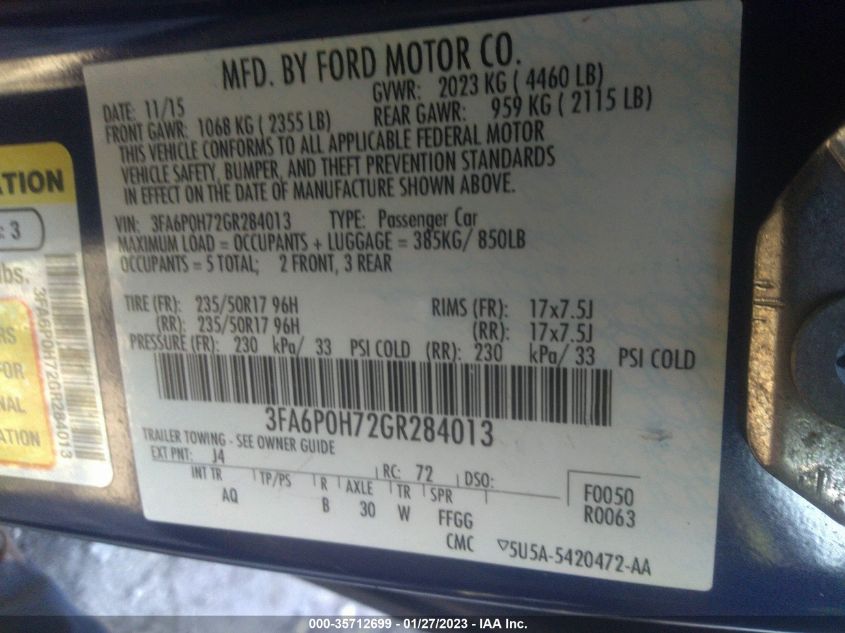 MFD. BY FORD MOTOR CO.
DATE: 11/15 GVWR: 2023 KG ( 4460 LB)
FRONT GAWR: 1068 KG ( 2355 LB) REAR GAWR: 959 KG ( 2115 LB)
THIS VEHICLE CONFORMS TO ALL APPLICABLE FEDERAL MOTOR
VEHICLE SAFETY, BUMPER, AND THEFT PREVENTION STANDARDS
IN EFFECT ON THE DATE OF MANUFACTURE SHOWN ABOVE.
VIN: 3FA6P0H72GR284013 TYPE: Passenger Car
MAXIMUM LOAD = OCCUPANTS + LUGGAGE = 385KG/ 850LB
OCCUPANTS = 5 TOTAL; 2 FRONT, 3 REAR
TIRE (FR): 235/50R17 96H RIMS (FR): 17x7.5J
(RR): 235/50R17 96H (RR): 17x7.5J
PRESSURE (FR): 230 kPa/ 33 PSI COLD (RR): 230 kPa/ 33 PSI COLD
3FA6P0H72GR284013
TRAILER TOWING - SEE OWNER GUIDE
EXT PNT: J4 RC: 72 DSO:
INT TR TP/PS R AXLE TR SPR F0050
AQ B 30 W FFGG R0063
CMC ▽5U5A-5420472-AA
ATION
: 3
lbs.
RS
FOR
NAL
ATION
3FA6P0H72GR284013
000-35712699 - 01/27/2023 - IAA Inc.